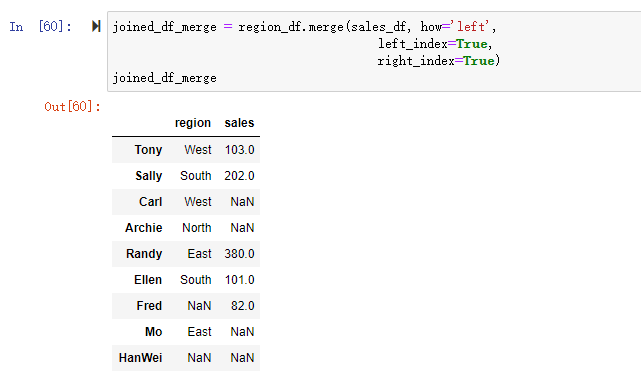 In [60]: joined_df_merge = region_df.merge(sales_df, how='left',
left_index=True,
right_index=True)
joined_df_merge
Out[60]:
region sales
Tony West 103.0
Sally South 202.0
Carl West NaN
Archie North NaN
Randy East 380.0
Ellen South 101.0
Fred NaN 82.0
Mo East NaN
HanWei NaN NaN